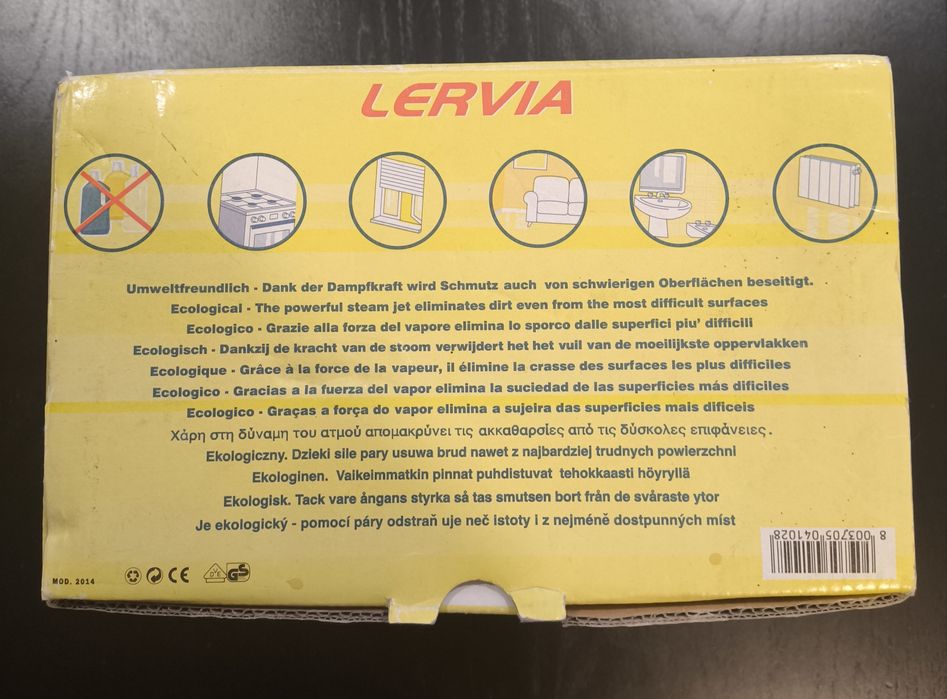 LERVIA
Umweltfreundlich - Dank der Dampfkraft wird Schmutz auch von schwierigen Oberflächen beseitigt.
Ecological - The powerful steam jet eliminates dirt even from the most difficult surfaces
Ecologico - Grazie alla forza del vapore elimina lo sporco dalle superfici piu' difficili
Ecologisch - Dankzij de kracht van de stoom verwijdert het het vuil van de moeilijkste oppervlakken
Ecologique - Grâce à la force de la vapeur, il élimine la crasse des surfaces les plus difficiles
Ecologico - Gracias a la fuerza del vapor elimina la suciedad de las superficies más dificiles
Ecologico - Graças a força do vapor elimina a sujeira das superficies mais dificeis
Χάρη στη δύναμη του ατμού απομακρύνει τις ακκαθαρσίες από τις δύσκολες επιφάνειες.
Ekologiczny. Dzieki sile pary usuwa brud nawet z najbardziej trudnych powierzchni
Ekologinen. Vaikeimmatkin pinnat puhdistuvat tehokkaasti höyryllä
Ekologisk. Tack vare ångans styrka så tas smutsen bort från de svåraste ytor
Je ekologický - pomocí páry odstraň uje neč istoty i z nejméně dostpunných míst
8 003705 041028
MOD. 2014
CE
DVE
GS